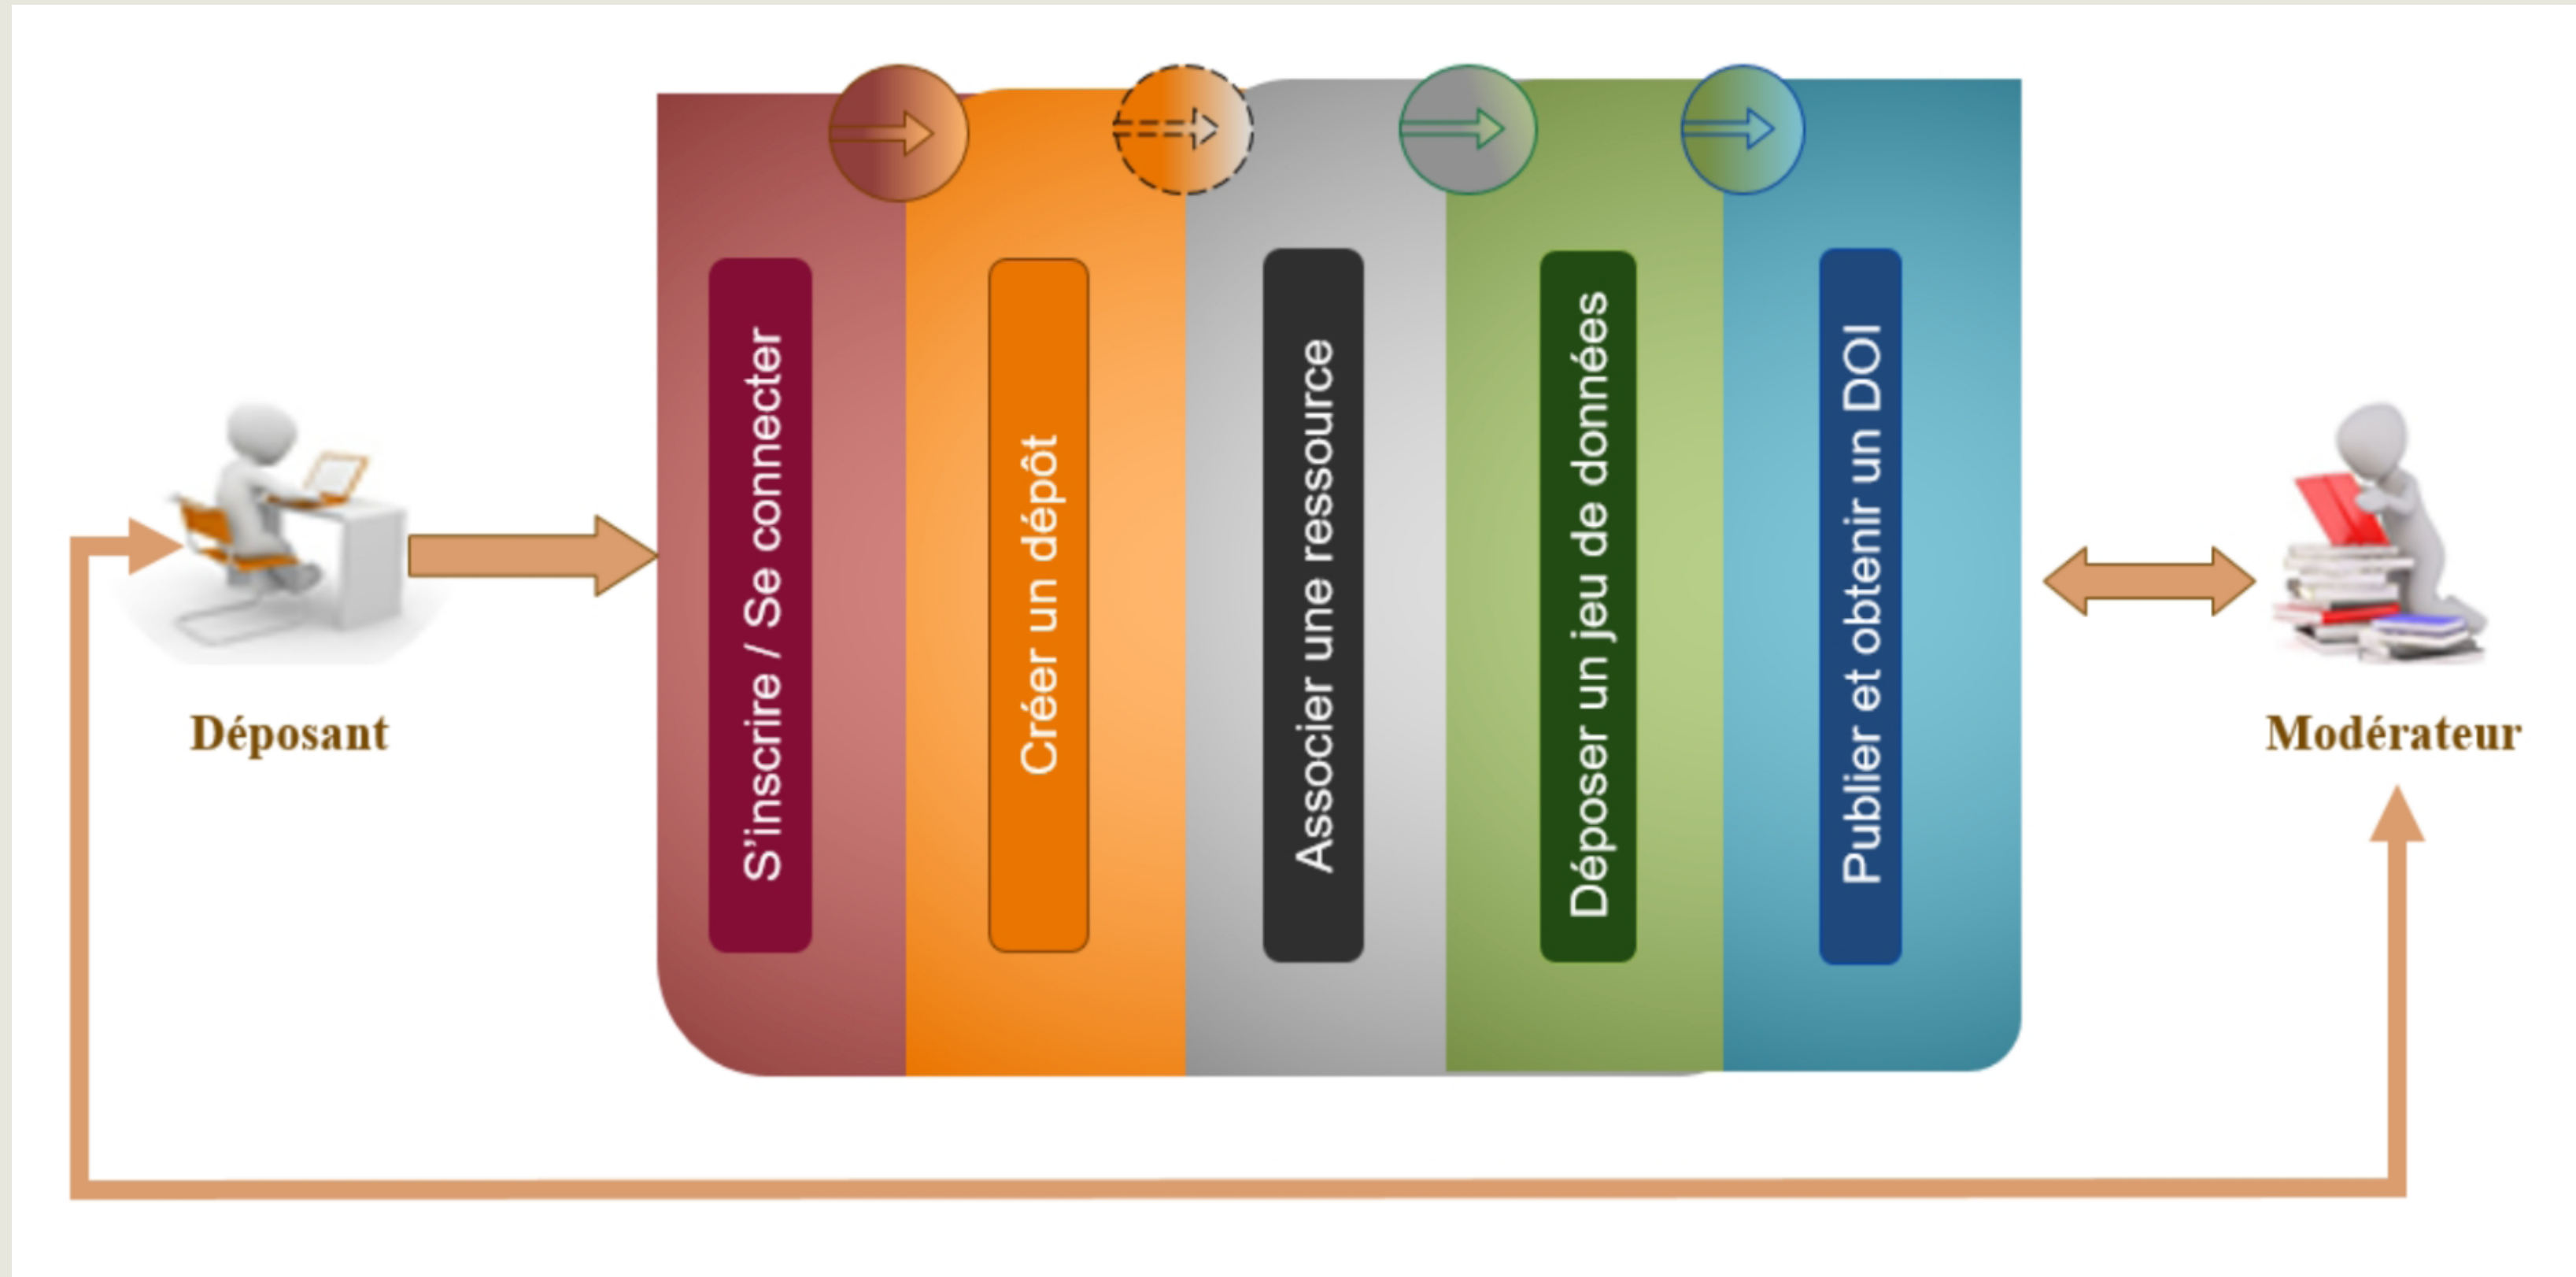 S'inscrire / Se connecter
Créer un dépôt
Associer une ressource
Déposer un jeu de données
Publier et obtenir un DOI
Déposant
Modérateur